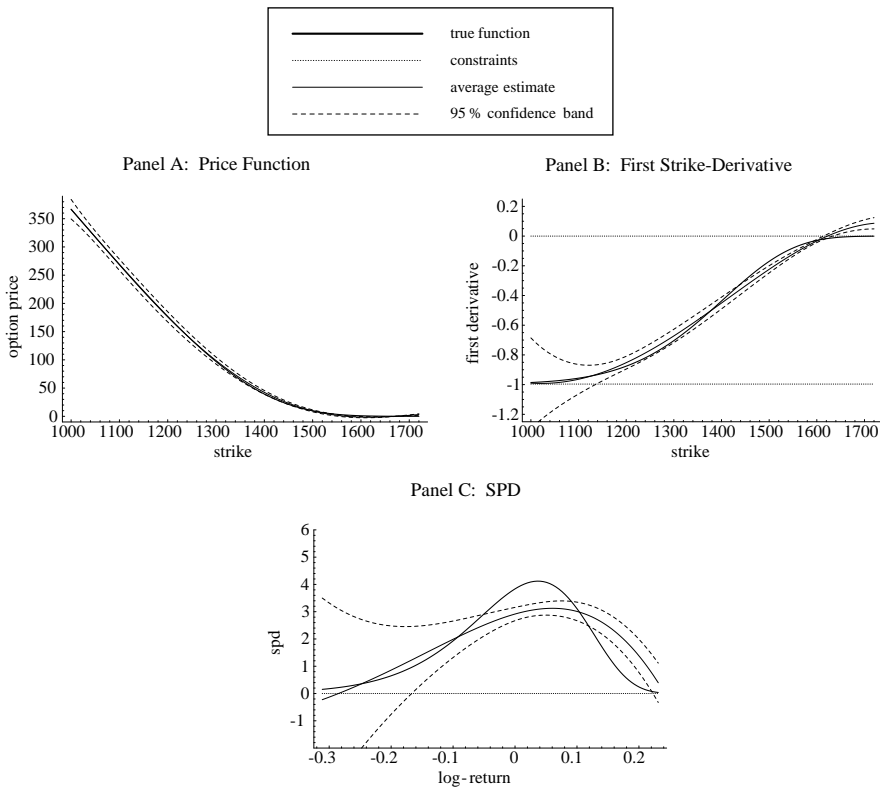 true function
constraints
average estimate
95 % confidence band
Panel A: Price Function
option price
350
300
250
200
150
100
50
0
1000 1100 1200 1300 1400 1500 1600 1700
strike
Panel B: First Strike-Derivative
first derivative
0.2
0
-0.2
-0.4
-0.6
-0.8
-1
-1.2
1000 1100 1200 1300 1400 1500 1600 1700
strike
Panel C: SPD
spd
6
5
4
3
2
1
0
-1
-0.3 -0.2 -0.1 0 0.1 0.2
log-return